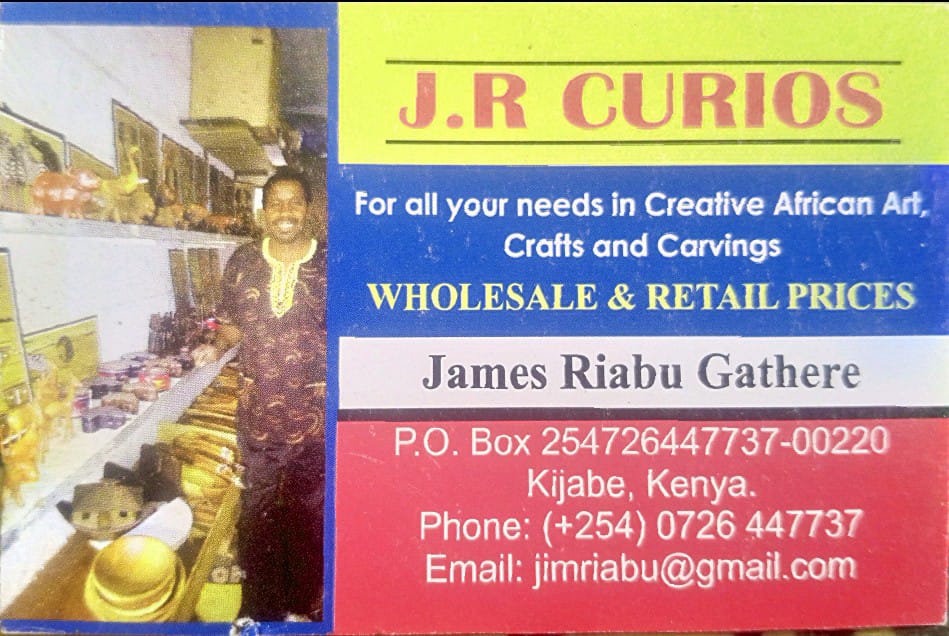 J.R CURIOS
For all your needs in Creative African Art,
Crafts and Carvings
WHOLESALE & RETAIL PRICES
James Riabu Gathere
P.O. Box 254726447737-00220
Kijabe, Kenya.
Phone: (+254) 0726 447737
Email: jimriabu@gmail.com